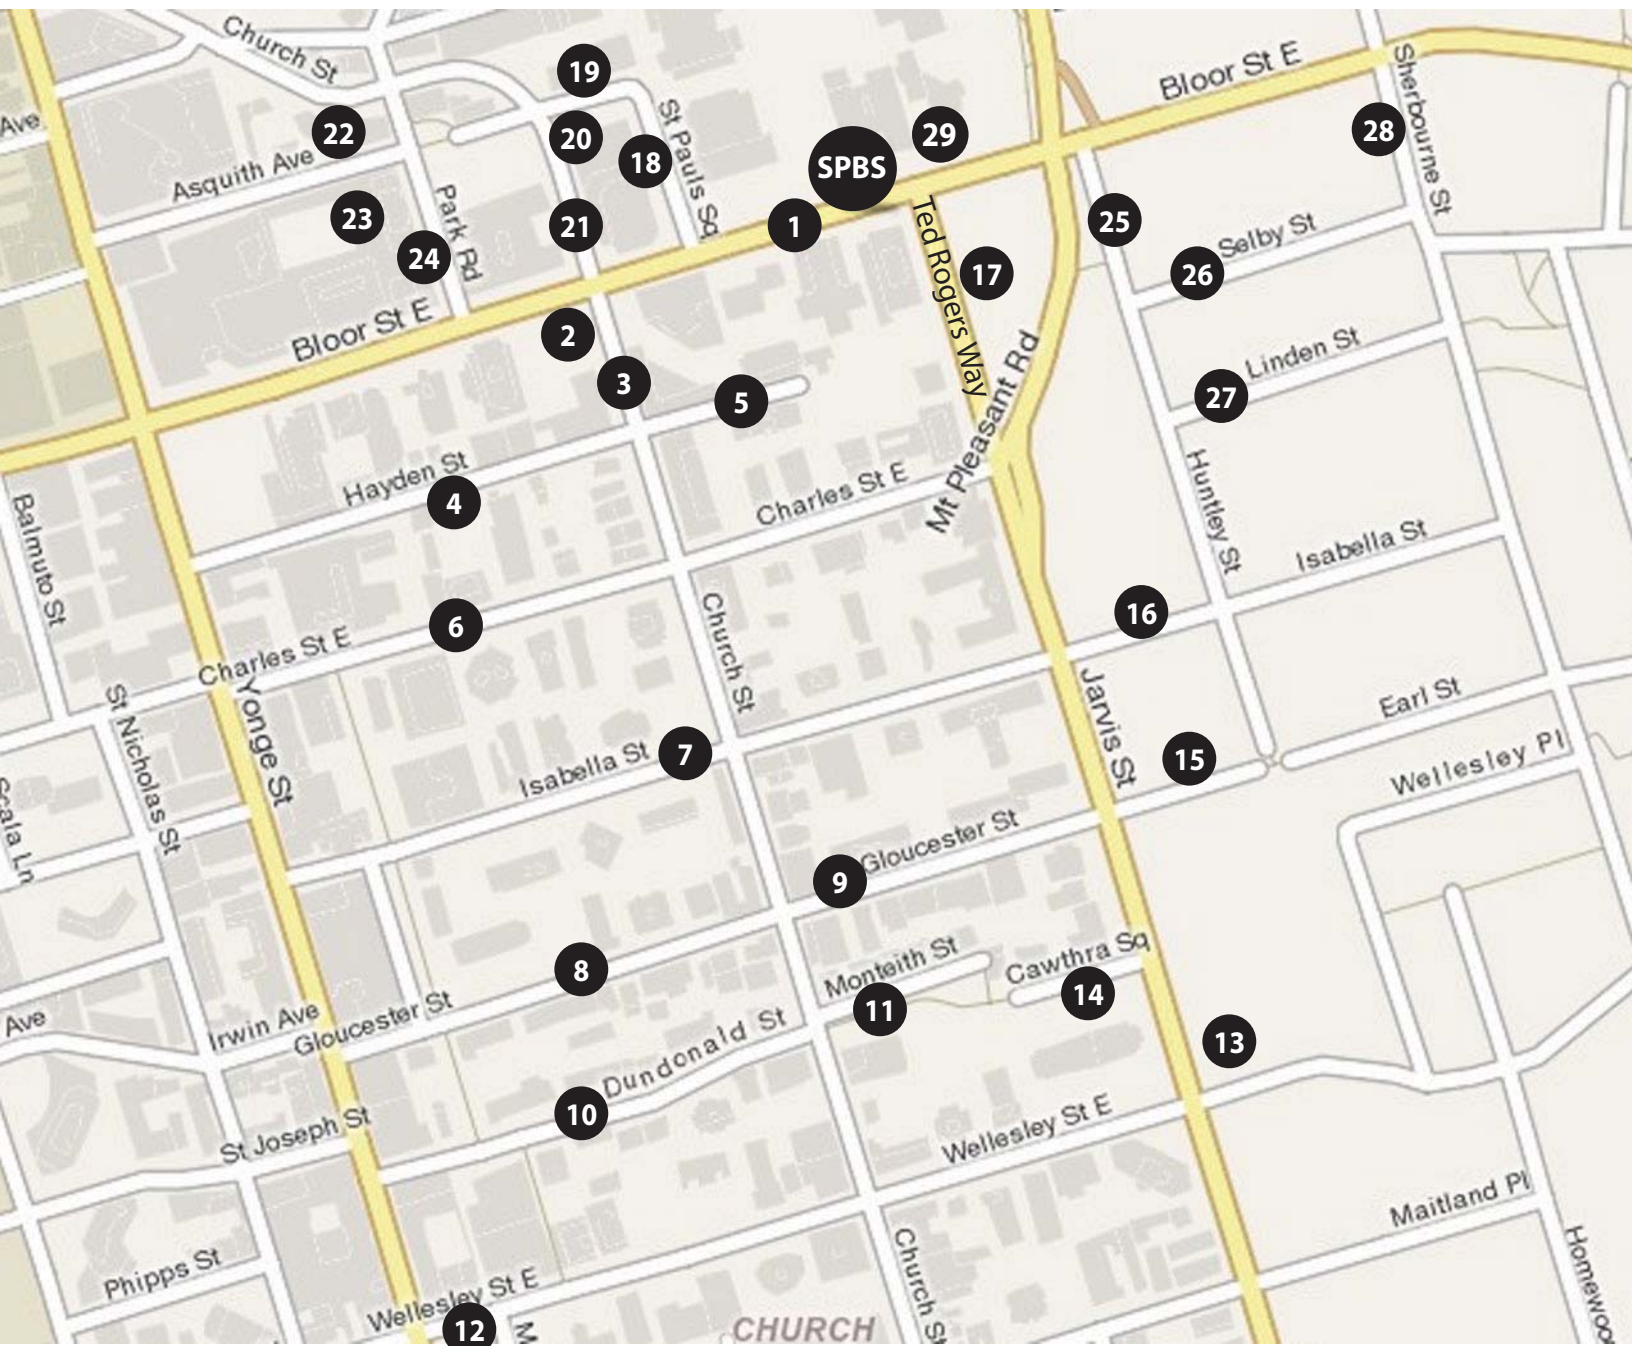 Church St
19
Bloor St E
Sherbourne St
Ave
22
20
St Pauls Sq
29
28
Asquith Ave
18
SPBS
23
Park Rd
21
1
Ted Rogers Way
25
Selby St
24
17
26
Bloor St E
2
Linden St
3
5
Mt Pleasant Rd
27
Hayden St
4
Charles St E
Huntley St
Balmuto St
Isabella St
6
Church St
16
Charles St E
St Nicholas St
Yonge St
Jarvis St
Earl St
7
Isabella St
15
Wellesley Pl
Scala Ln
Gloucester St
9
8
Monteith St
Cawthra Sq
11
14
Ave
Irwin Ave
Gloucester St
Dundonald St
13
10
St Joseph St
Wellesley St E
Maitland Pl
Phipps St
Church St
Homewoo
Wellesley St E
12
M
CHURCH